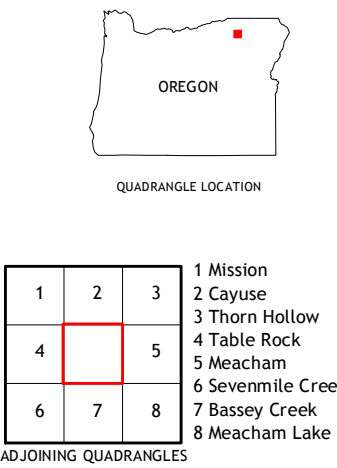 OREGON
QUADRANGLE LOCATION
1 2 3
4 5
6 7 8
1 Mission
2 Cayuse
3 Thorn Hollow
4 Table Rock
5 Meacham
6 Sevenmile Cree
7 Bassey Creek
8 Meacham Lake
ADJOINING QUADRANGLES